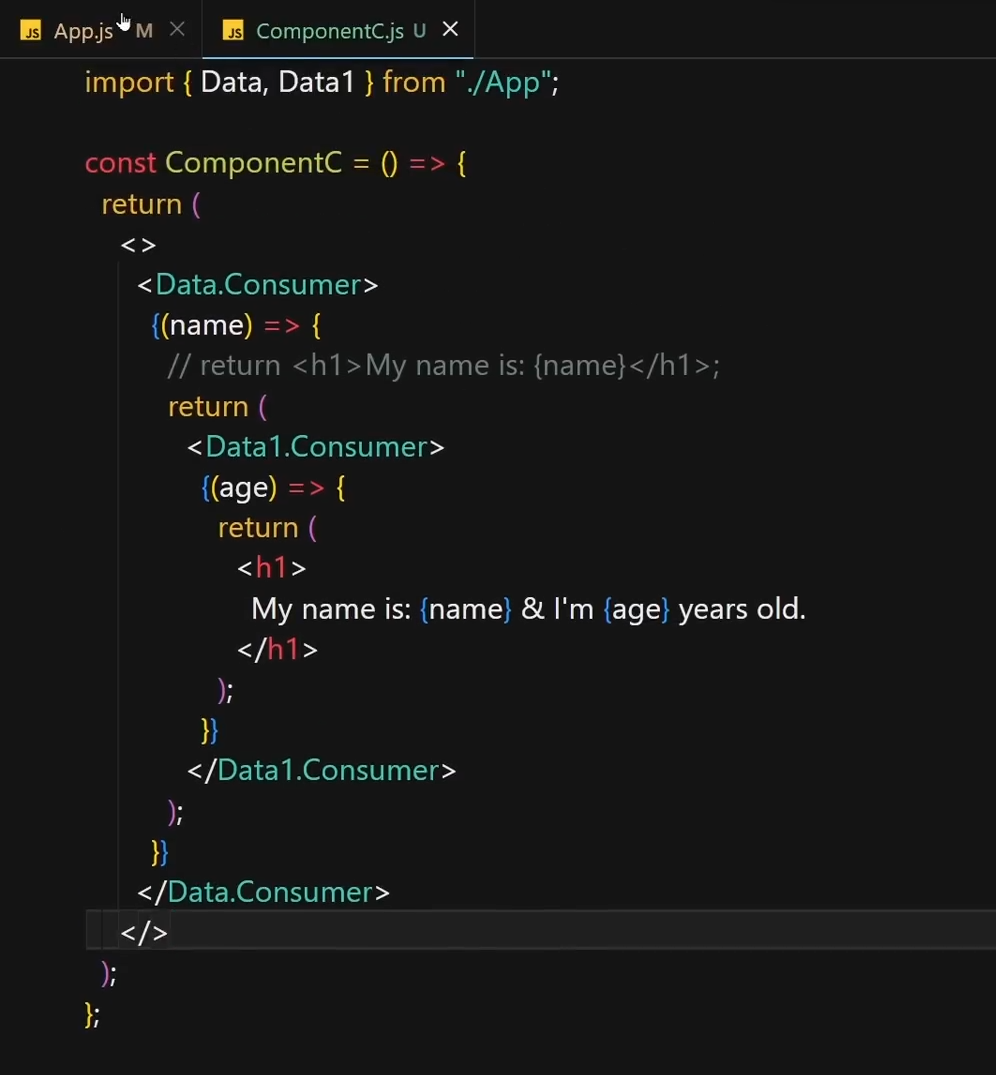 JS App.js M × JS ComponentC.js U ×
import { Data, Data1 } from "./App";
const ComponentC = () => {
return (
<>
<Data.Consumer>
{(name) => {
// return <h1>My name is: {name}</h1>;
return (
<Data1.Consumer>
{(age) => {
return (
<h1>
My name is: {name} & I'm {age} years old.
</h1>
);
}}
</Data1.Consumer>
);
}}
</Data.Consumer>
</>
);
};